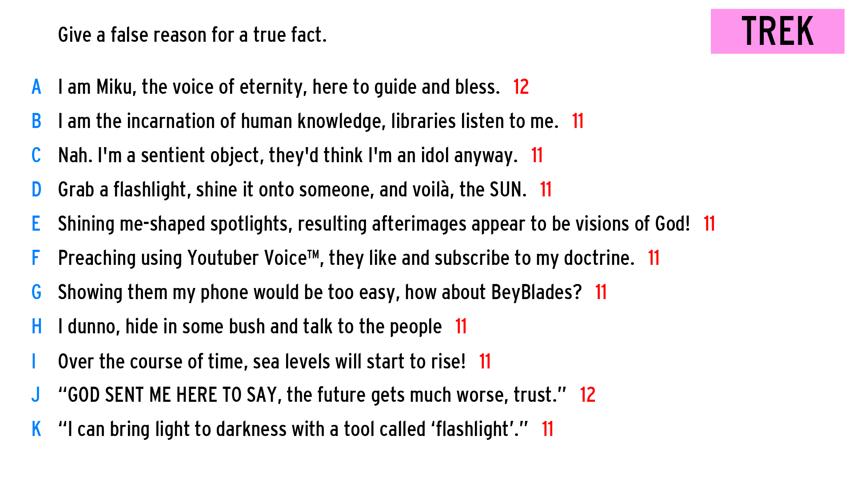 Give a false reason for a true fact.
TREK
A I am Miku, the voice of eternity, here to guide and bless. 12
B I am the incarnation of human knowledge, libraries listen to me. 11
C Nah. I'm a sentient object, they'd think I'm an idol anyway. 11
D Grab a flashlight, shine it onto someone, and voilà, the SUN. 11
E Shining me-shaped spotlights, resulting afterimages appear to be visions of God! 11
F Preaching using Youtuber Voice™, they like and subscribe to my doctrine. 11
G Showing them my phone would be too easy, how about BeyBlades? 11
H I dunno, hide in some bush and talk to the people 11
I Over the course of time, sea levels will start to rise! 11
J “GOD SENT ME HERE TO SAY, the future gets much worse, trust.” 12
K “I can bring light to darkness with a tool called ‘flashlight’.” 11